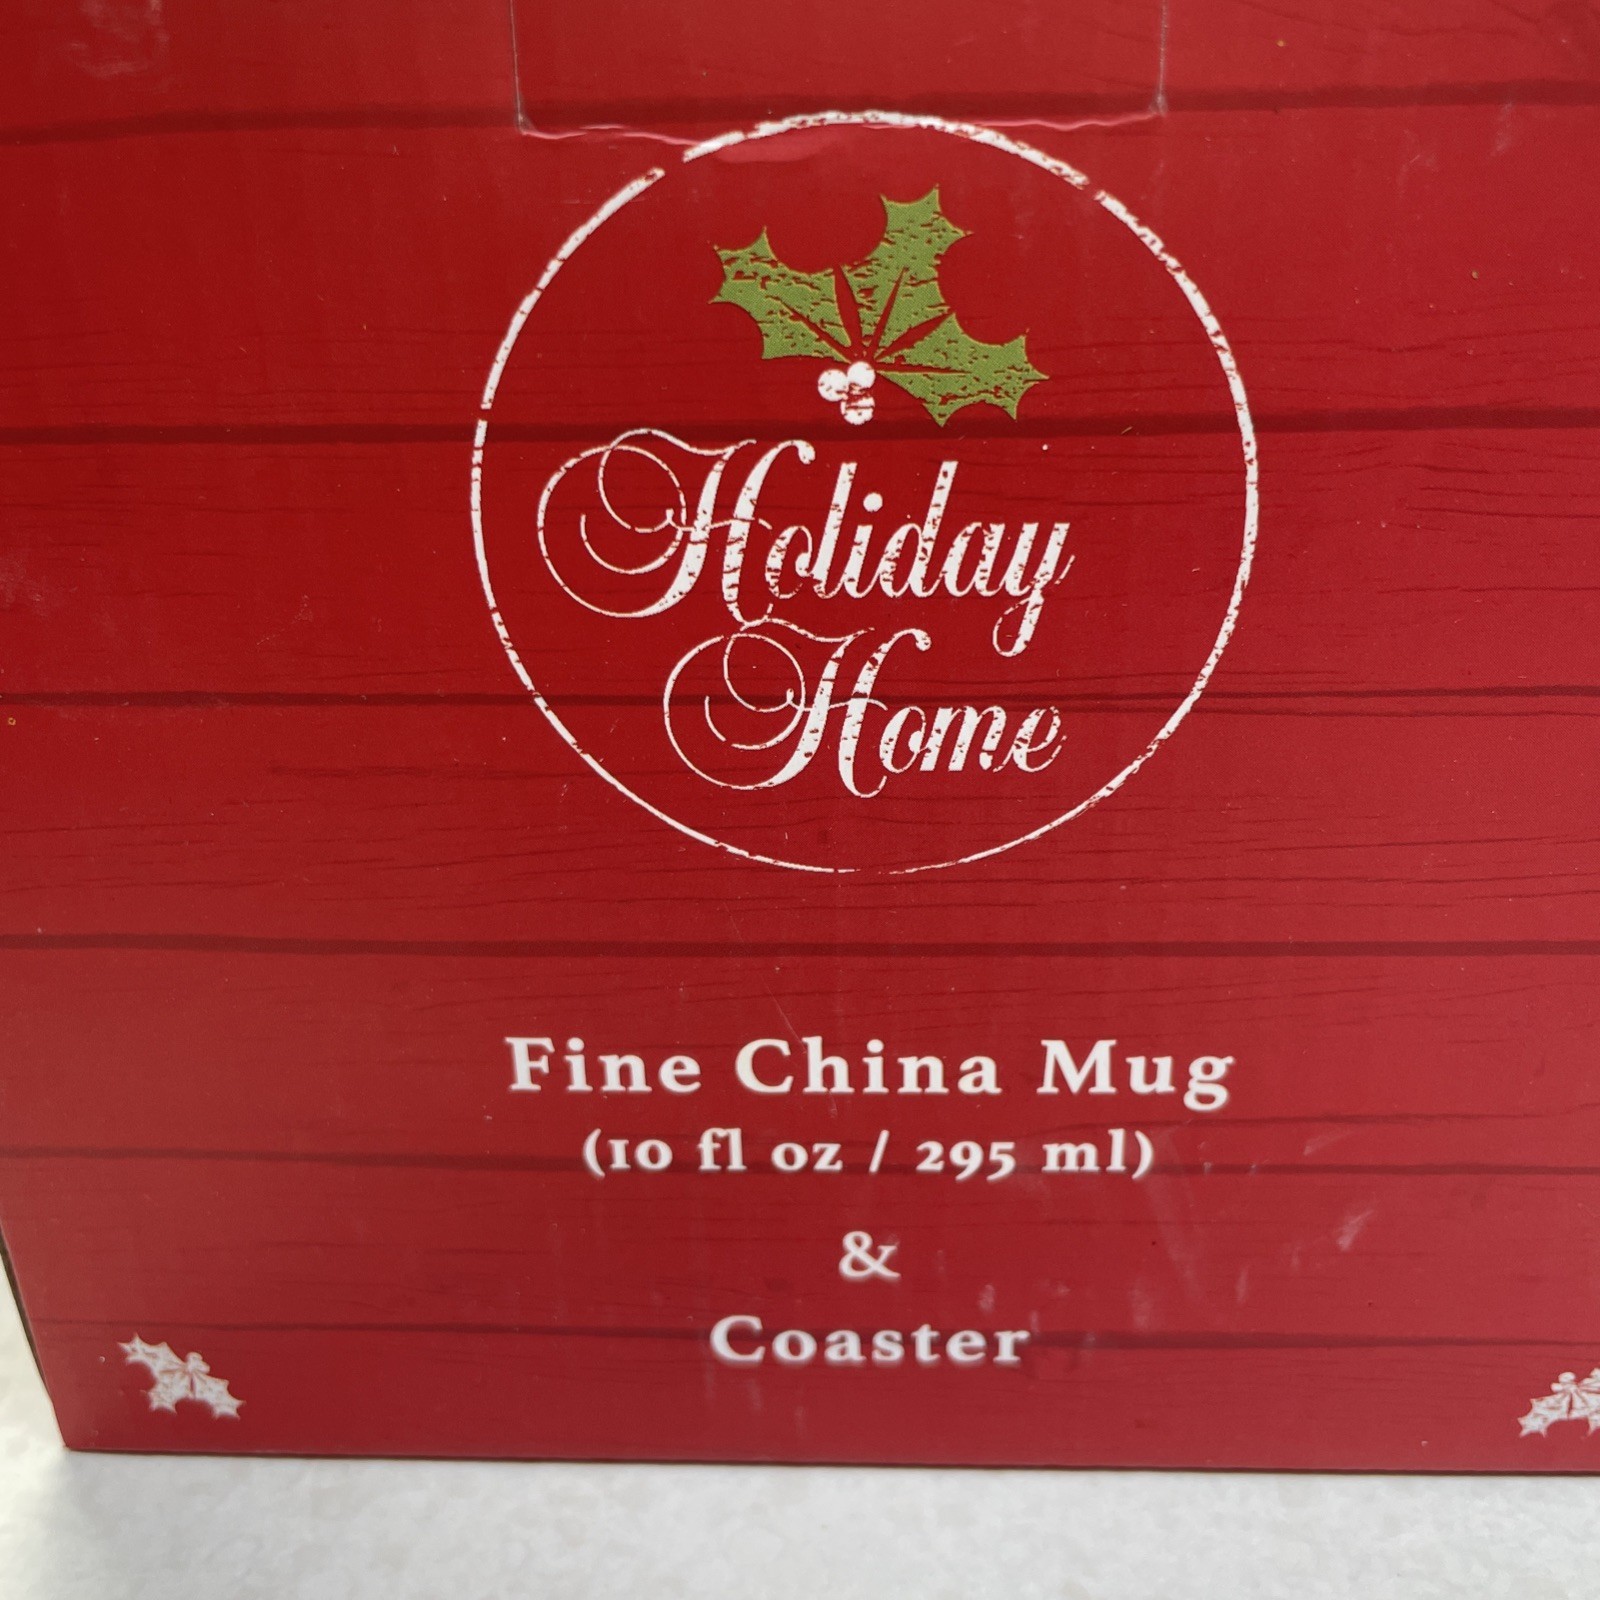 Holiday
Home
Fine China Mug
(10 fl oz / 295 ml)
&
Coaster